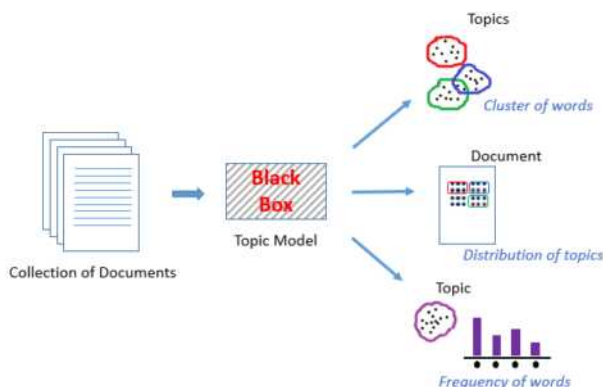 Topics
Cluster of words
Black
Box
Topic Model
Collection of Documents
Document
Distribution of topics
Topic
Frequency of words